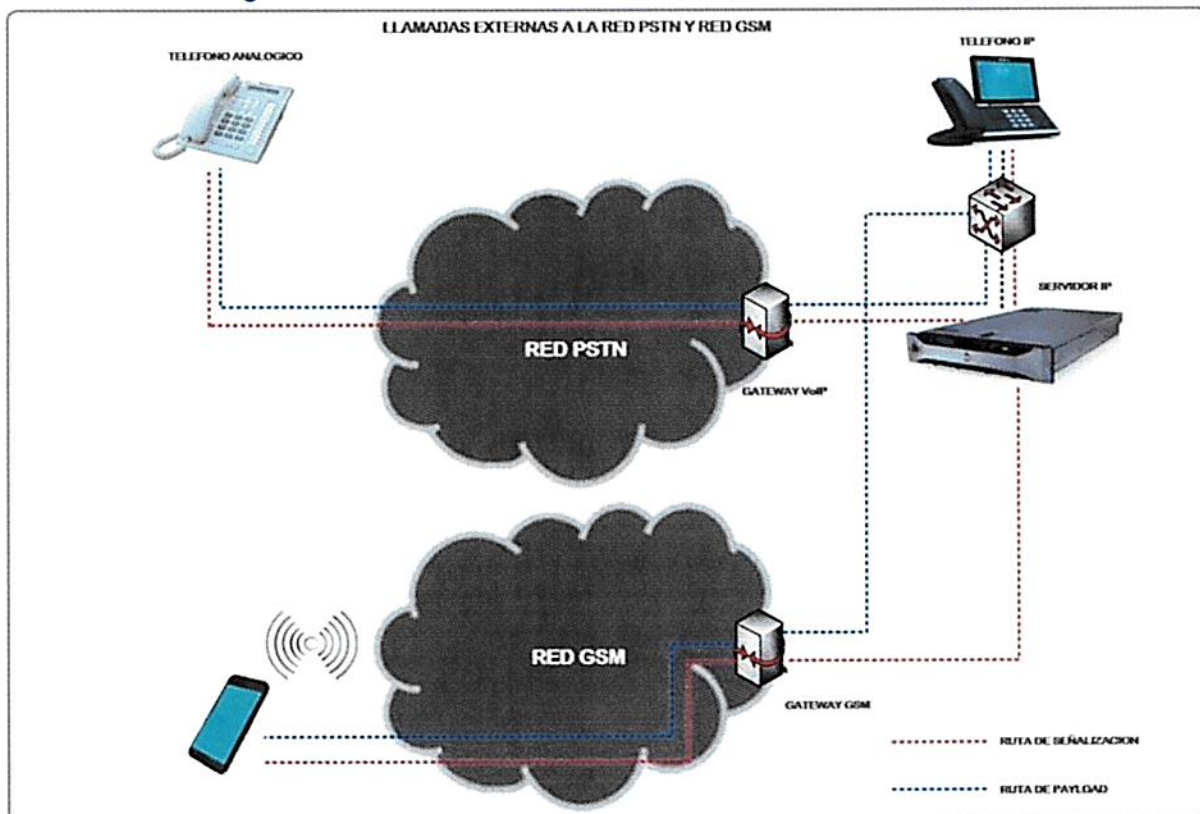 LLAMADAS EXTERNAS A LA RED PSTN Y RED GSM
TELEFONO ANALOGICO
TELEFONO IP
SERVIDOR IP
RED PSTN
GATEWAY VoIP
RED GSM
GATEWAY GSM
RUTA DE SEÑALIZACION
RUTA DE PAYLOAD